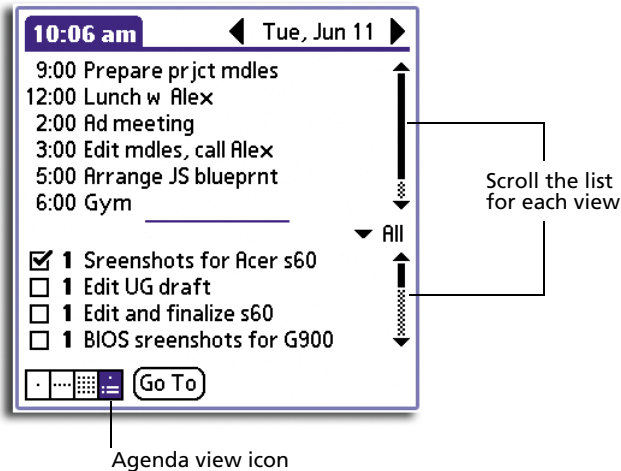 10:06 am Tue, Jun 11
9:00 Prepare prjct mdles
12:00 Lunch w Alex
2:00 Ad meeting
3:00 Edit mdles, call Alex
5:00 Arrange JS blueprnt
6:00 Gym
Scroll the list
for each view
All
1 Sreenshots for Acer s60
1 Edit UG draft
1 Edit and finalize s60
1 BIOS sreenshots for G900
Go To
Agenda view icon